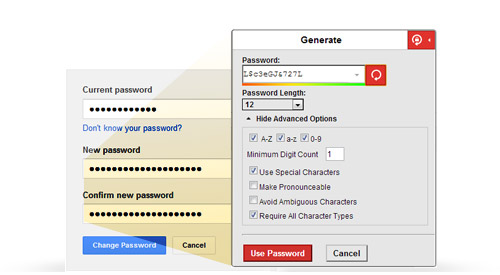 Generate
Password:
Current password
Password Length:
12
Don't know your password?
Hide Advanced Options
New password
A-Z a-z 0-9
Minimum Digit Count 1
Use Special Characters
Confirm new password
Make Pronounceable
Avoid Ambiguous Characters
Require All Character Types
Change Password Cancel
Use Password Cancel